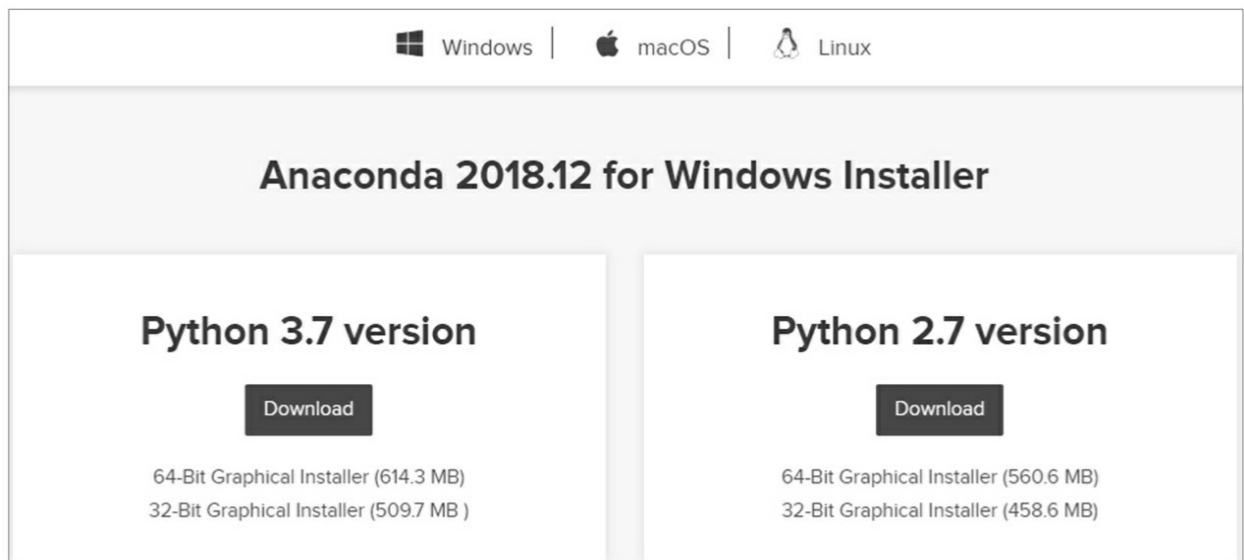 Windows | macOS | Linux
Anaconda 2018.12 for Windows Installer
Python 3.7 version
Download
64-Bit Graphical Installer (614.3 MB)
32-Bit Graphical Installer (509.7 MB )
Python 2.7 version
Download
64-Bit Graphical Installer (560.6 MB)
32-Bit Graphical Installer (458.6 MB)